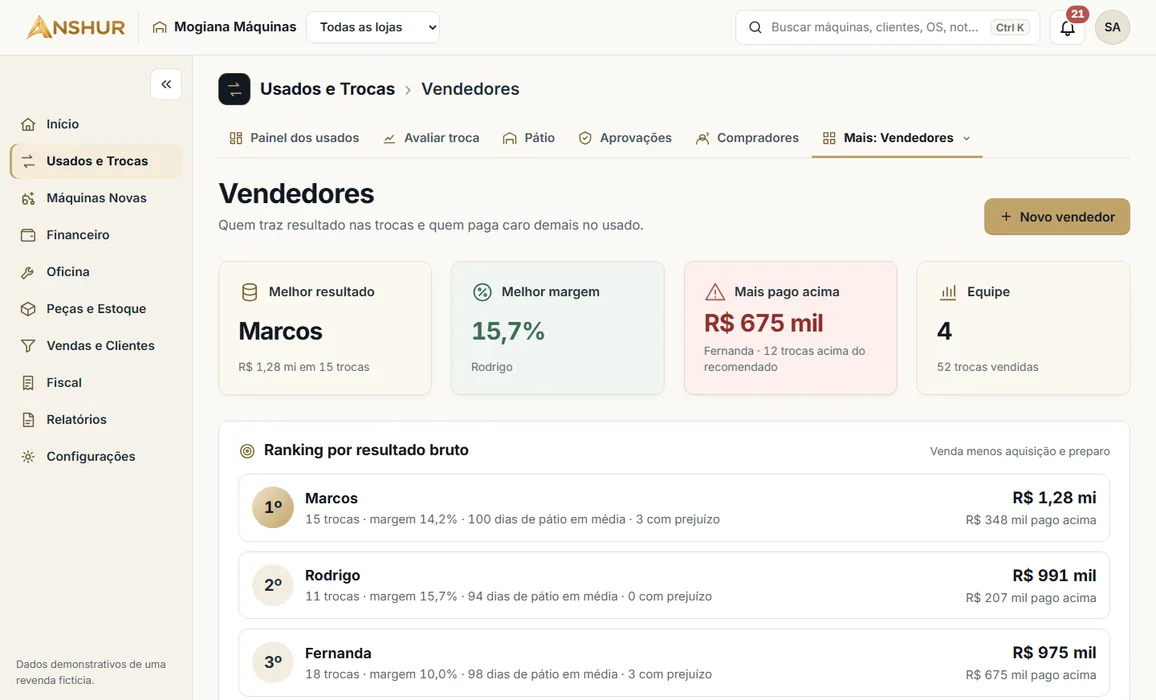 ANSHUR
Mogiana Máquinas
Todas as lojas
Buscar máquinas, clientes, OS, not...
Ctrl K
21
SA
«
Início
Usados e Trocas
Máquinas Novas
Financeiro
Oficina
Peças e Estoque
Vendas e Clientes
Fiscal
Relatórios
Configurações
Dados demonstrativos de uma
revenda fictícia.
Usados e Trocas › Vendedores
Painel dos usados
Avaliar troca
Pátio
Aprovações
Compradores
Mais: Vendedores
Vendedores
Quem traz resultado nas trocas e quem paga caro demais no usado.
+ Novo vendedor
Melhor resultado
Marcos
R$ 1,28 mi em 15 trocas
Melhor margem
15,7%
Rodrigo
Mais pago acima
R$ 675 mil
Fernanda · 12 trocas acima do
recomendado
Equipe
4
52 trocas vendidas
Ranking por resultado bruto
Venda menos aquisição e preparo
1º
Marcos
15 trocas · margem 14,2% · 100 dias de pátio em média · 3 com prejuízo
R$ 1,28 mi
R$ 348 mil pago acima
2º
Rodrigo
11 trocas · margem 15,7% · 94 dias de pátio em média · 0 com prejuízo
R$ 991 mil
R$ 207 mil pago acima
3º
Fernanda
18 trocas · margem 10,0% · 98 dias de pátio em média · 3 com prejuízo
R$ 975 mil
R$ 675 mil pago acima